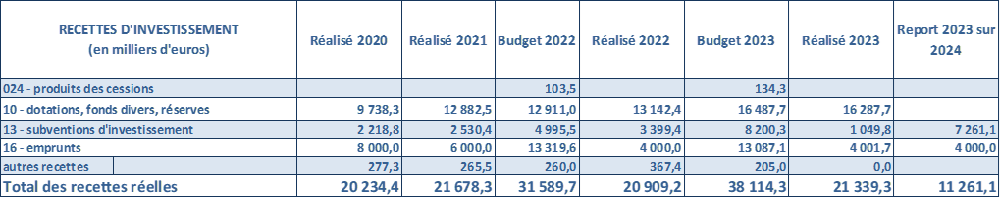 RECETTES D'INVESTISSEMENT (en milliers d'euros) Réalisé 2020 Réalisé 2021 Budget 2022 Réalisé 2022 Budget 2023 Réalisé 2023 Report 2023 sur 2024
024 - produits des cessions 103,5 134,3
10 - dotations, fonds divers, réserves 9 738,3 12 882,5 12 911,0 13 142,4 16 487,7 16 287,7
13 - subventions d'investissement 2 218,8 2 530,4 4 995,5 3 399,4 8 200,3 1 049,8 7 261,1
16 - emprunts 8 000,0 6 000,0 13 319,6 4 000,0 13 087,1 4 001,7 4 000,0
autres recettes 277,3 265,5 260,0 367,4 205,0 0,0
Total des recettes réelles 20 234,4 21 678,3 31 589,7 20 909,2 38 114,3 21 339,3 11 261,1